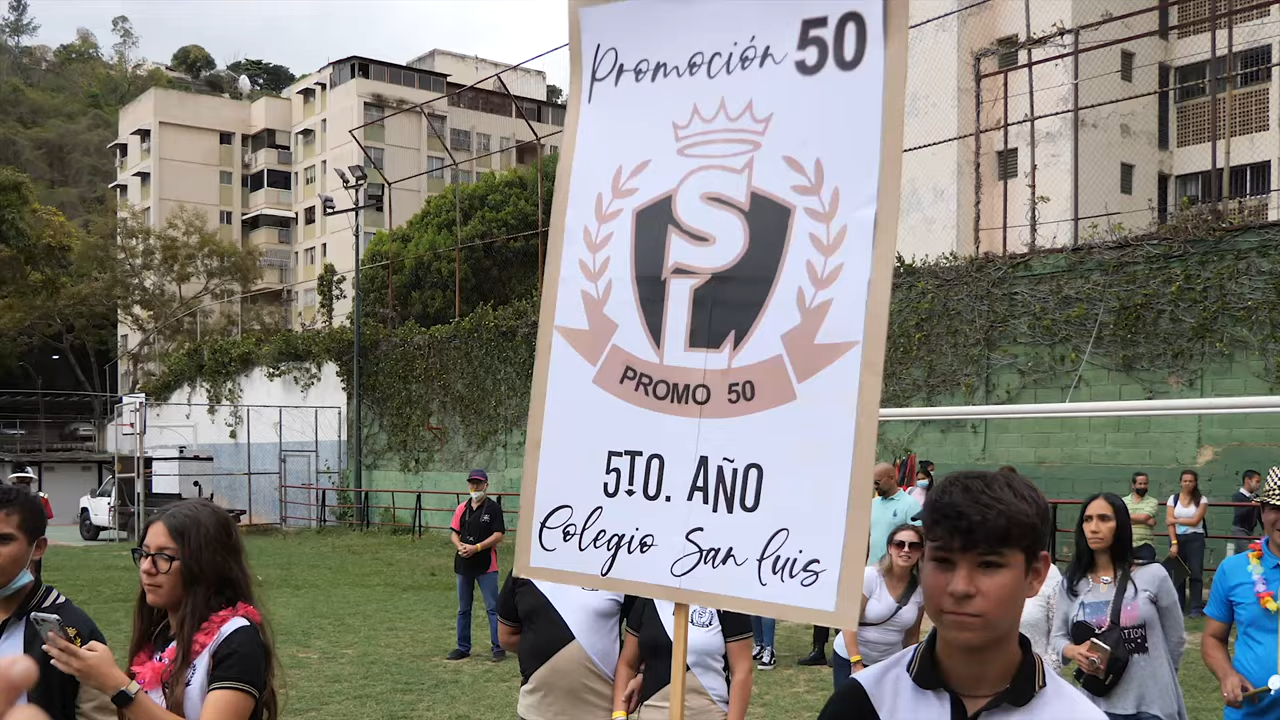 Promoción 50
SL
PROMO 50
5TO. AÑO
Colegio San Luis